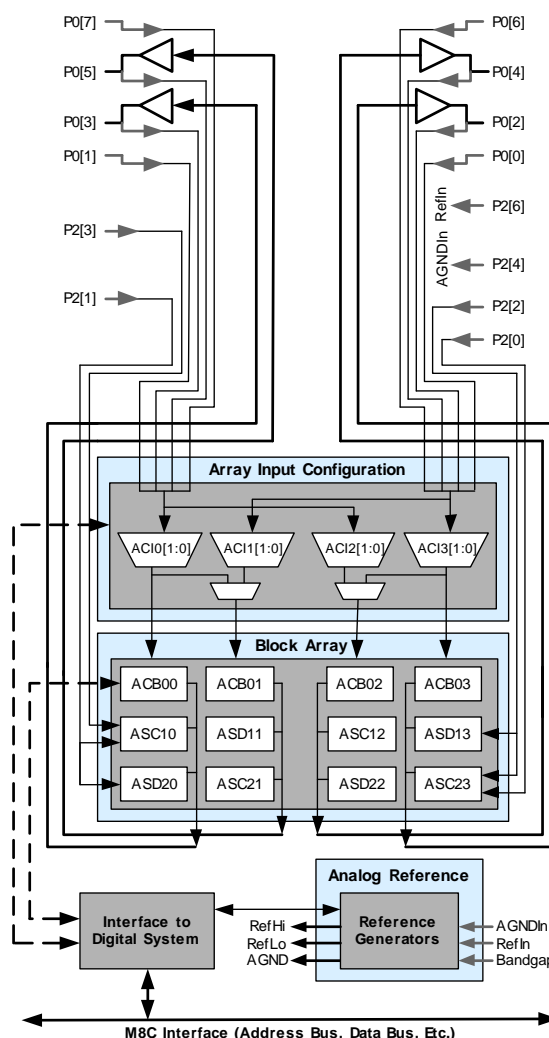 P0[7]
P0[6]
P0[5]
P0[4]
P0[3]
P0[2]
P0[1]
P0[0]
AGNDIn RefIn
P2[6]
P2[3]
P2[4]
P2[1]
P2[2]
P2[0]
Array Input Configuration
ACI0[1:0] ACI1[1:0] ACI2[1:0] ACI3[1:0]
Block Array
ACB00 ACB01 ACB02 ACB03
ASC10 ASD11 ASC12 ASD13
ASD20 ASC21 ASD22 ASC23
Analog Reference
Interface to
Digital System
RefHi
RefLo
AGND
Reference
Generators
AGNDIn
RefIn
Bandgap
M8C Interface (Address Bus, Data Bus, Etc.)